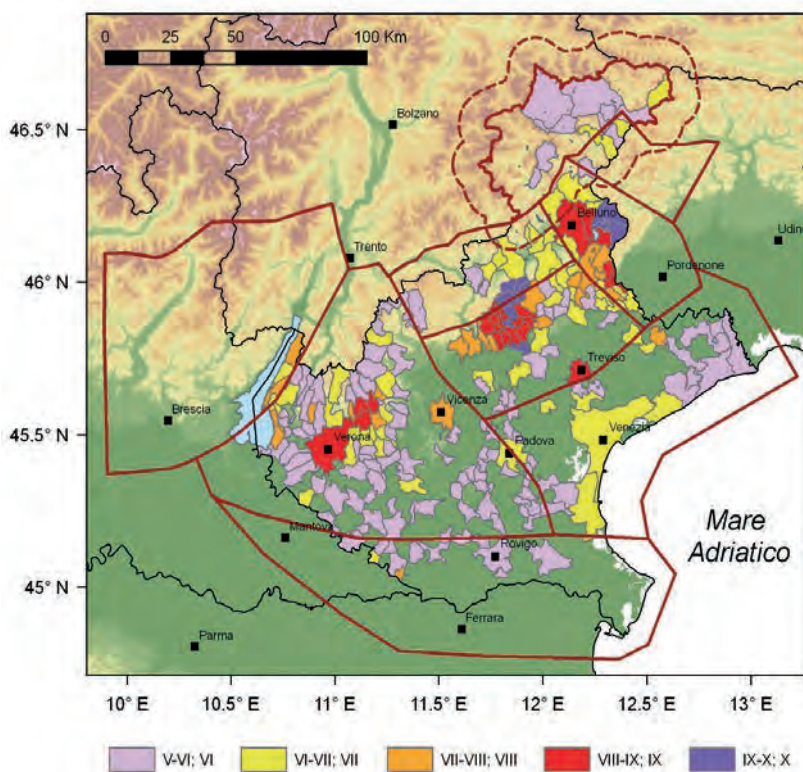 0 25 50 100 Km
46.5° N
Bolzano
Belluno
Udin
Trento
46° N
Pordenone
Treviso
Brescia
Vicenza
45.5° N
Verona
Padova
Venezia
Mantova
Rovigo
Mare
Adriatico
45° N
Ferrara
Parma
10° E 10.5° E 11° E 11.5° E 12° E 12.5° E 13° E
V-VI; VI VI-VII; VII VII-VIII; VIII VIII-IX; IX IX-X; X